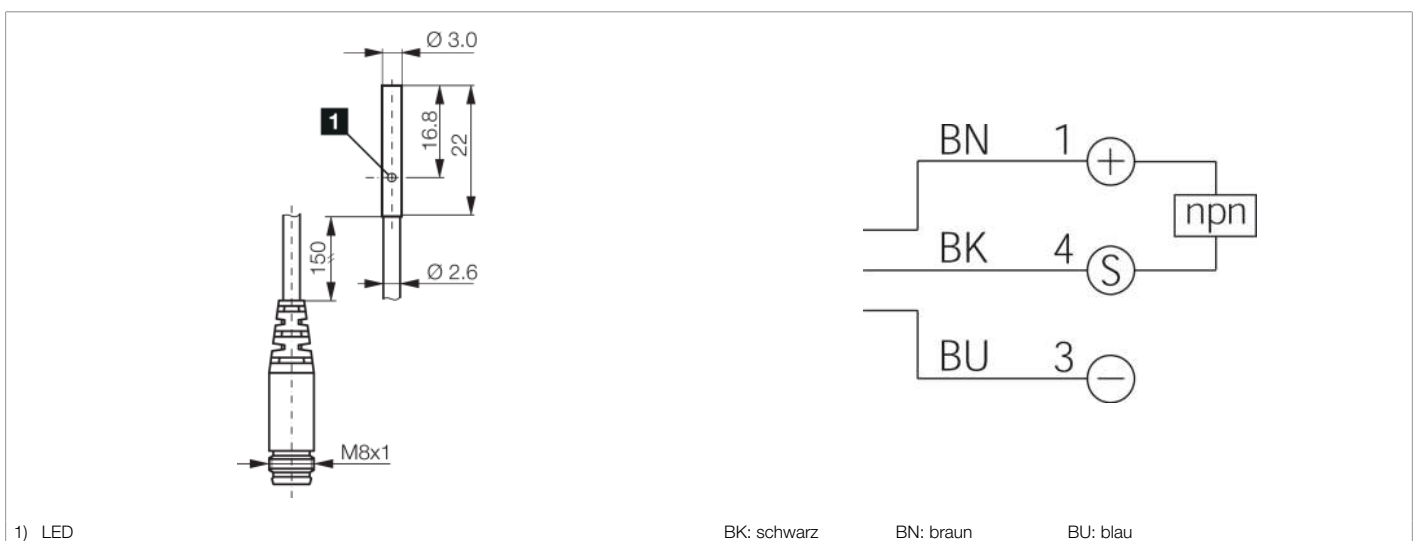 Ø 3.0
1
16.8
22
150
Ø 2.6
M8x1
BN 1 +
npn
BK 4 S
BU 3 −
1) LED
BK: schwarz BN: braun BU: blau